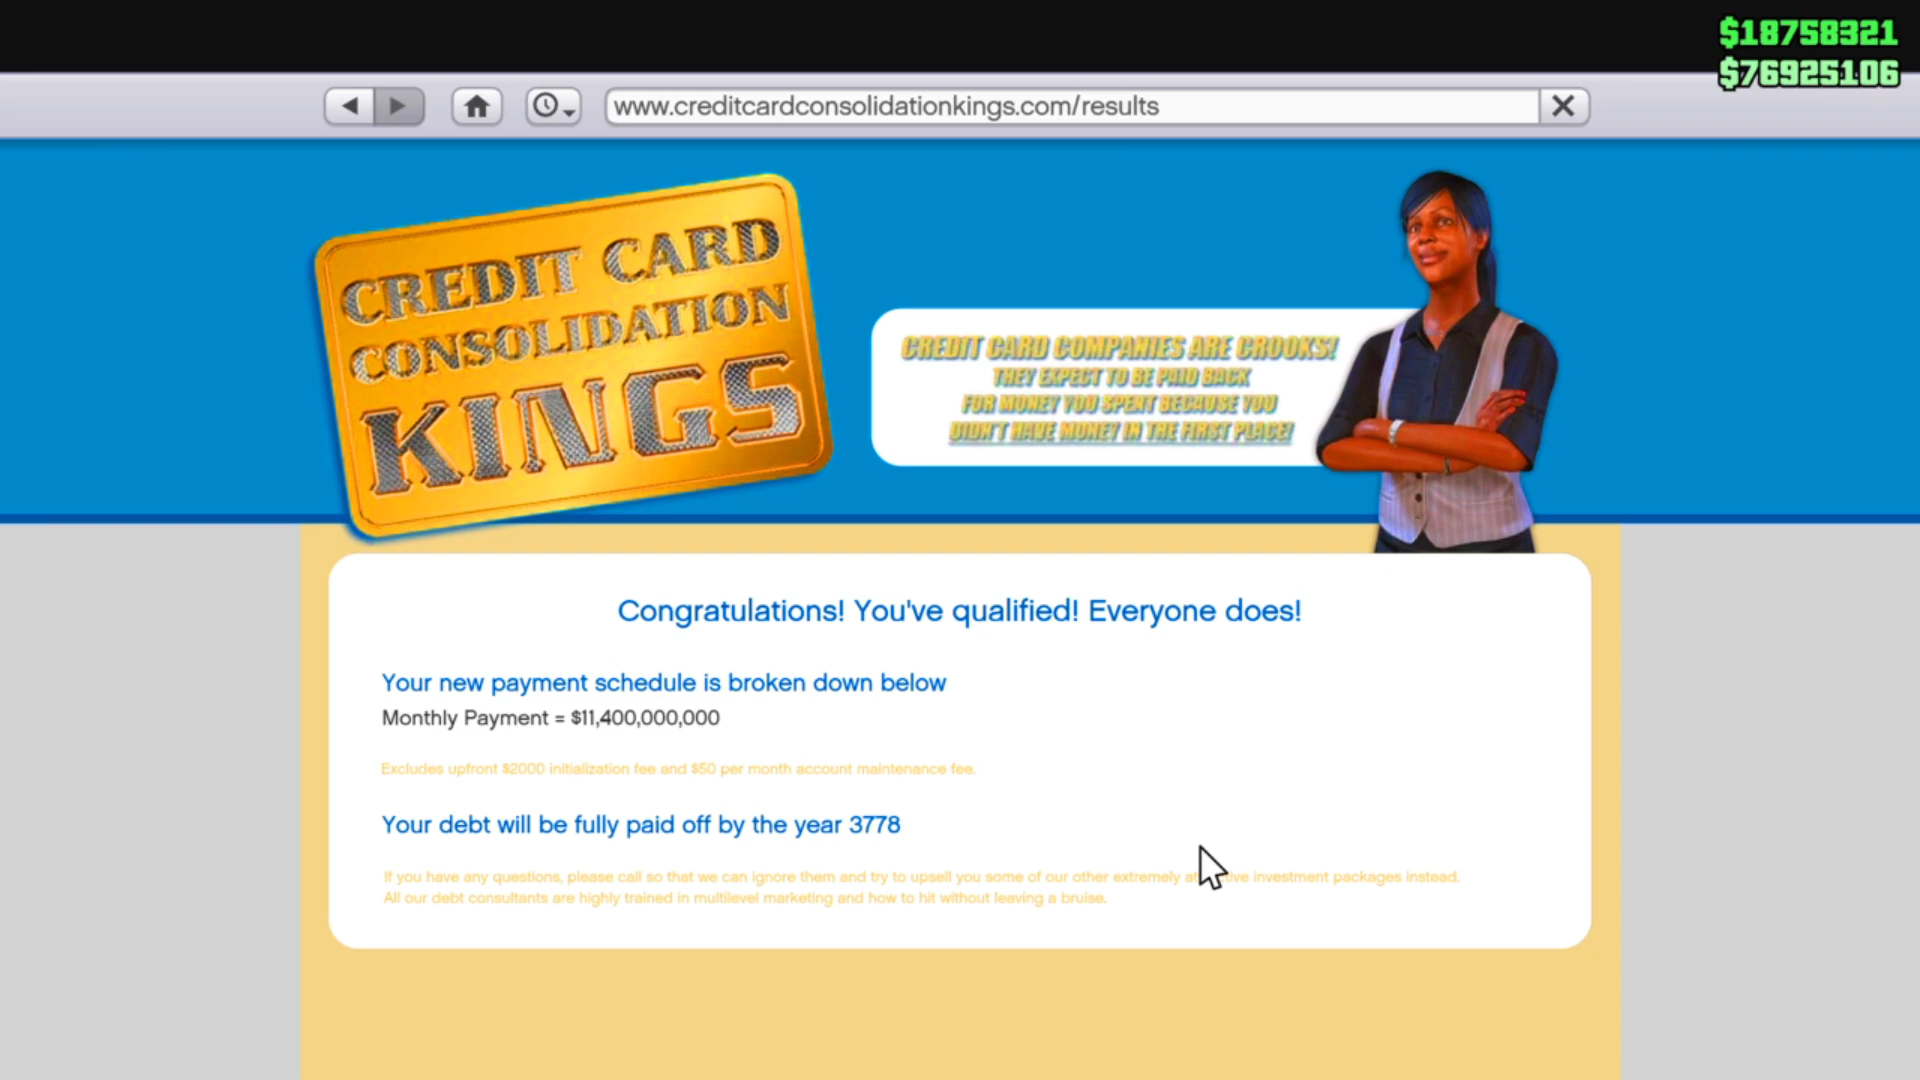 $18758321
$76925106
www.creditcardconsolidationkings.com/results
CREDIT CARD
CONSOLIDATION
KINGS
CREDIT CARD COMPANIES ARE CROOKS!
THEY EXPECT TO BE PAID BACK
FOR MONEY YOU SPENT BECAUSE YOU
DIDN'T HAVE MONEY IN THE FIRST PLACE!
Congratulations! You've qualified! Everyone does!
Your new payment schedule is broken down below
Monthly Payment = $11,400,000,000
Excludes upfront $2000 initialization fee and $50 per month account maintenance fee.
Your debt will be fully paid off by the year 3778
If you have any questions, please call so that we can ignore them and try to upsell you some of our other extremely attractive investment packages instead.
All our debt consultants are highly trained in multilevel marketing and how to hit without leaving a bruise.